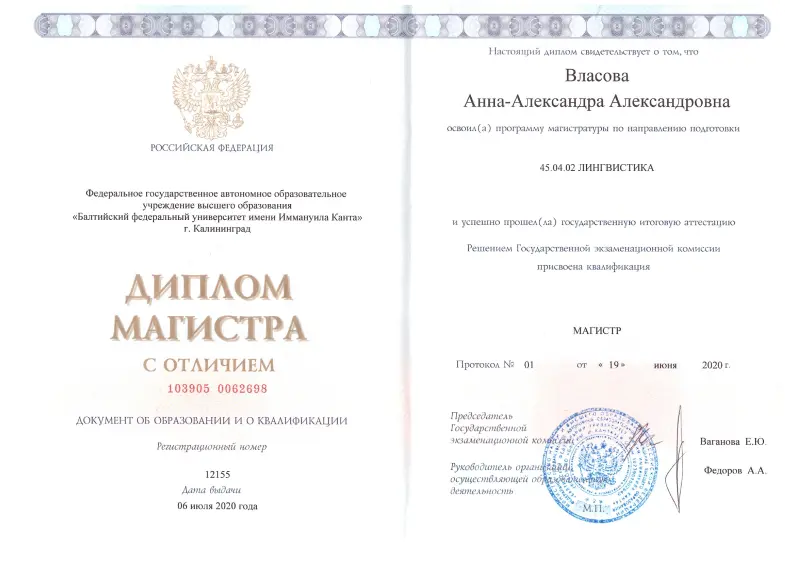 РОССИЙСКАЯ ФЕДЕРАЦИЯ
Федеральное государственное автономное образовательное
учреждение высшего образования
«Балтийский федеральный университет имени Иммануила Канта»
г. Калининград
ДИПЛОМ
МАГИСТРА
С ОТЛИЧИЕМ
103905 0062698
ДОКУМЕНТ ОБ ОБРАЗОВАНИИ И О КВАЛИФИКАЦИИ
Регистрационный номер
12155
Дата выдачи
06 июля 2020 года
Настоящий диплом свидетельствует о том, что
Власова
Анна-Александра Александровна
освоил(а) программу магистратуры по направлению подготовки
45.04.02 ЛИНГВИСТИКА
и успешно прошел(ла) государственную итоговую аттестацию
Решением Государственной экзаменационной комиссии
присвоена квалификация
МАГИСТР
Протокол № 01 от « 19 » июня 2020 г.
Председатель
Государственной
экзаменационной комиссии
Ваганова Е.Ю.
Руководитель организации,
осуществляющей образовательную
деятельность
Федоров А.А.
М.П.